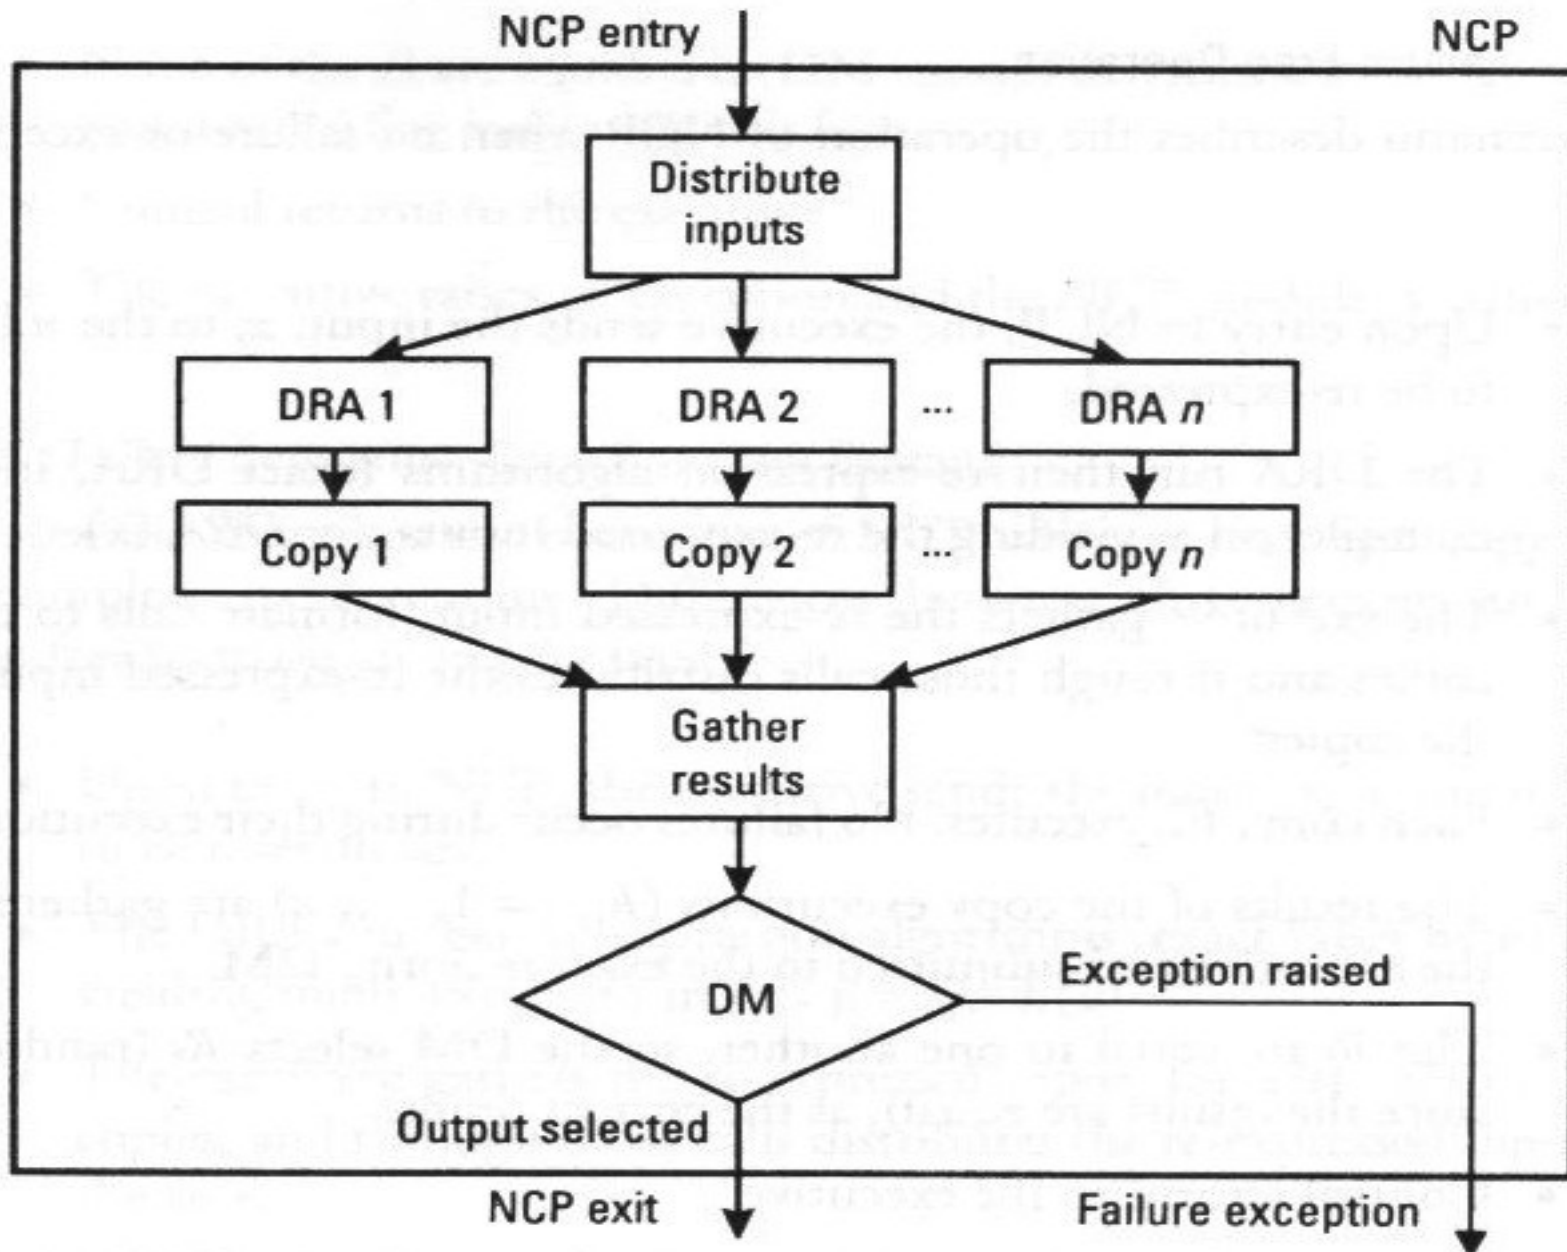 NCP entry
NCP
Distribute
inputs
DRA 1
DRA 2
...
DRA n
Copy 1
Copy 2
...
Copy n
Gather
results
DM
Exception raised
Output selected
NCP exit
Failure exception